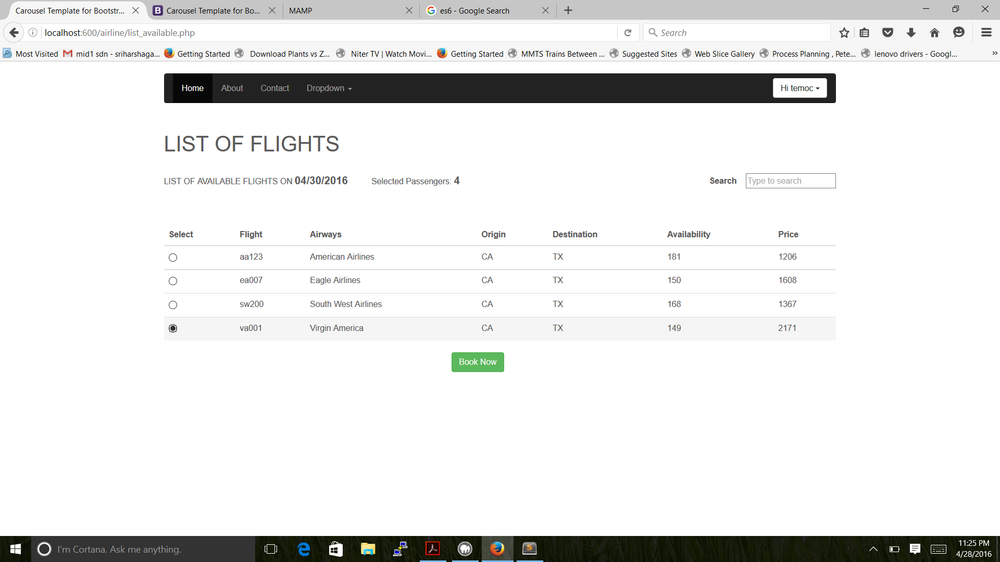 Carousel Template for Bootstr... Carousel Template for Bo... MAMP es6 - Google Search
localhost:600/airline/list_available.php Search
Most Visited mid1 sdn - sriharshaga... Getting Started Download Plants vs Z... Niter TV | Watch Movi... Getting Started MMTS Trains Between ... Suggested Sites Web Slice Gallery Process Planning , Pete... lenovo drivers - Googl... »
Home About Contact Dropdown Hi temoc
LIST OF FLIGHTS
LIST OF AVAILABLE FLIGHTS ON 04/30/2016 Selected Passengers: 4 Search Type to search
Select Flight Airways Origin Destination Availability Price
aa123 American Airlines CA TX 181 1206
ea007 Eagle Airlines CA TX 150 1608
sw200 South West Airlines CA TX 168 1367
va001 Virgin America CA TX 149 2171
Book Now
I'm Cortana. Ask me anything. 11:25 PM
4/28/2016